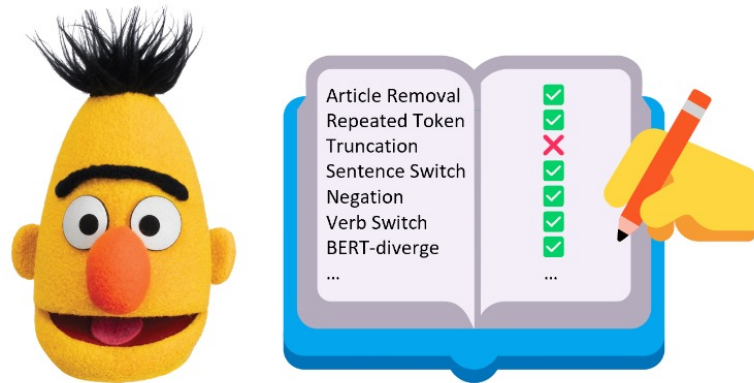 Article Removal
Repeated Token
Truncation
Sentence Switch
Negation
Verb Switch
BERT-diverge
... ...